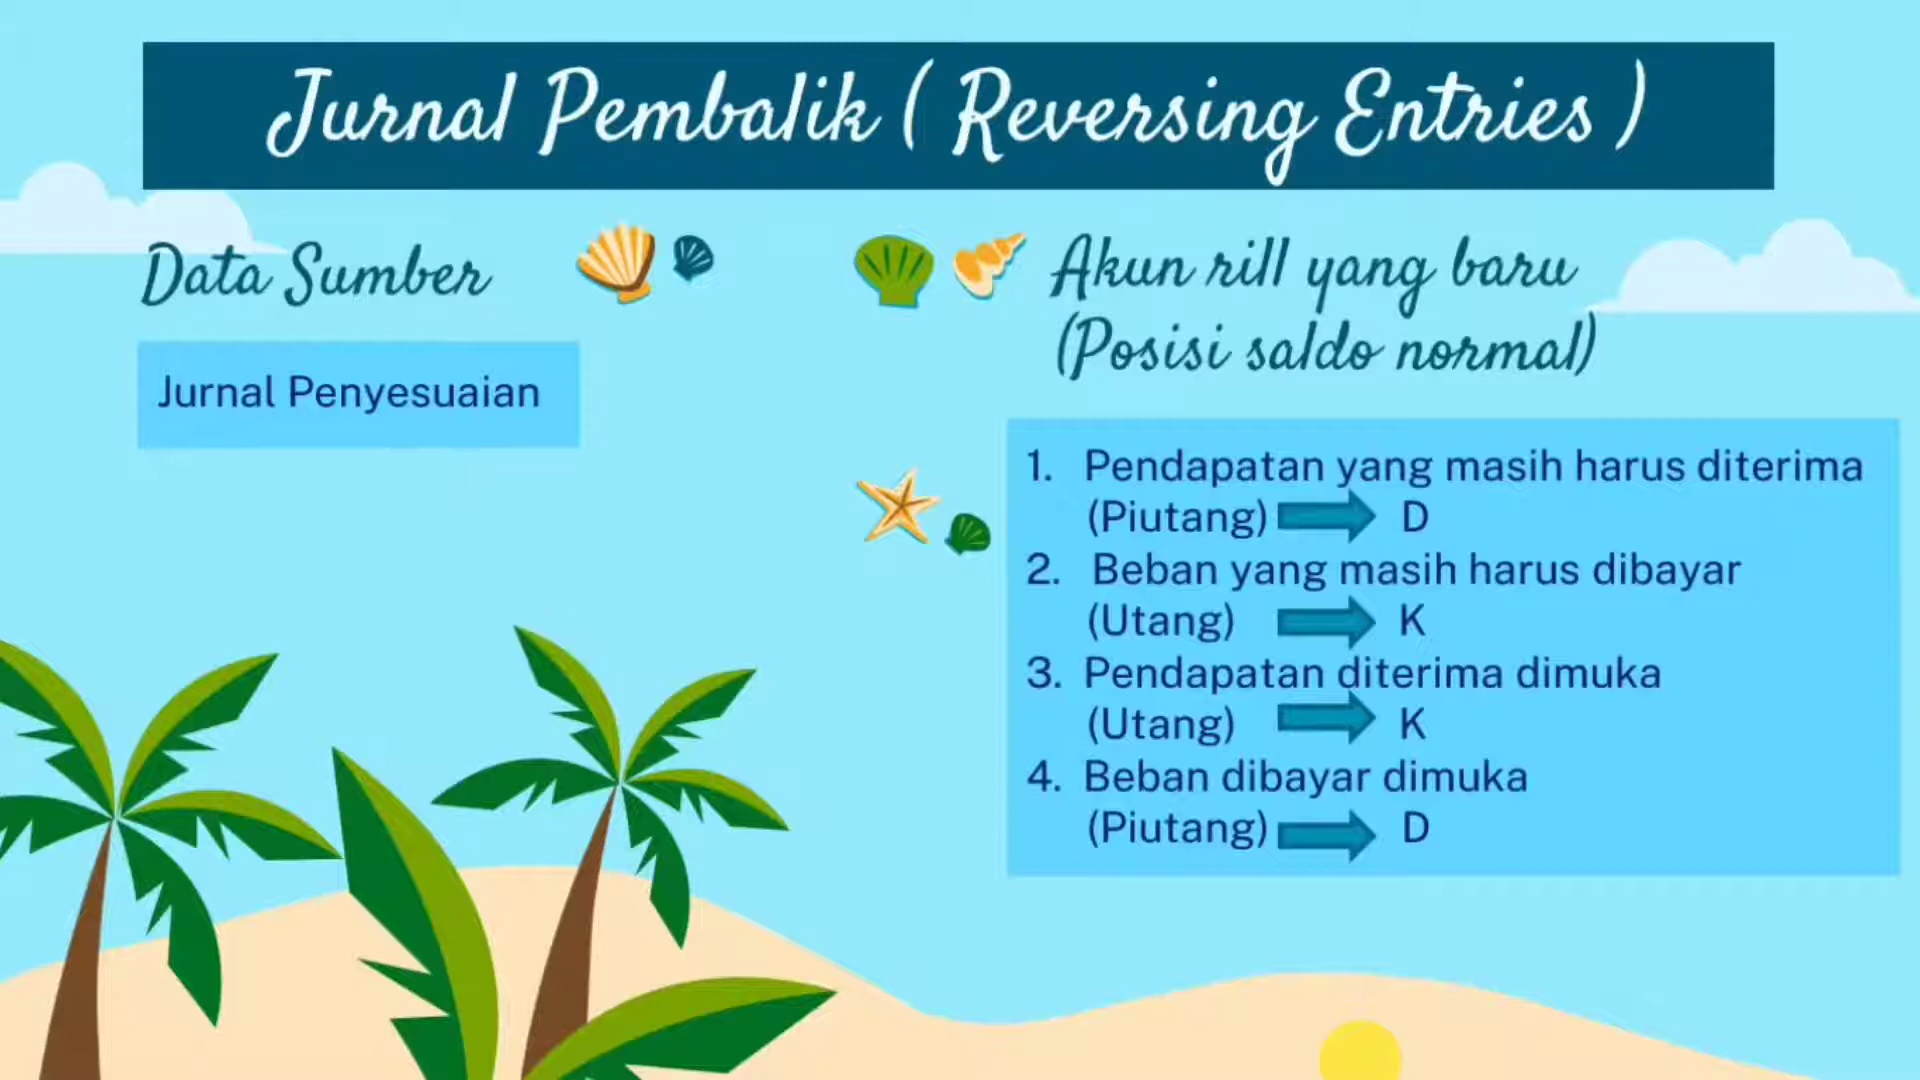 Jurnal Pembalik ( Reversing Entries )
Data Sumber
Jurnal Penyesuaian
Akun rill yang baru
(Posisi saldo normal)
1. Pendapatan yang masih harus diterima
(Piutang) D
2. Beban yang masih harus dibayar
(Utang) K
3. Pendapatan diterima dimuka
(Utang) K
4. Beban dibayar dimuka
(Piutang) D